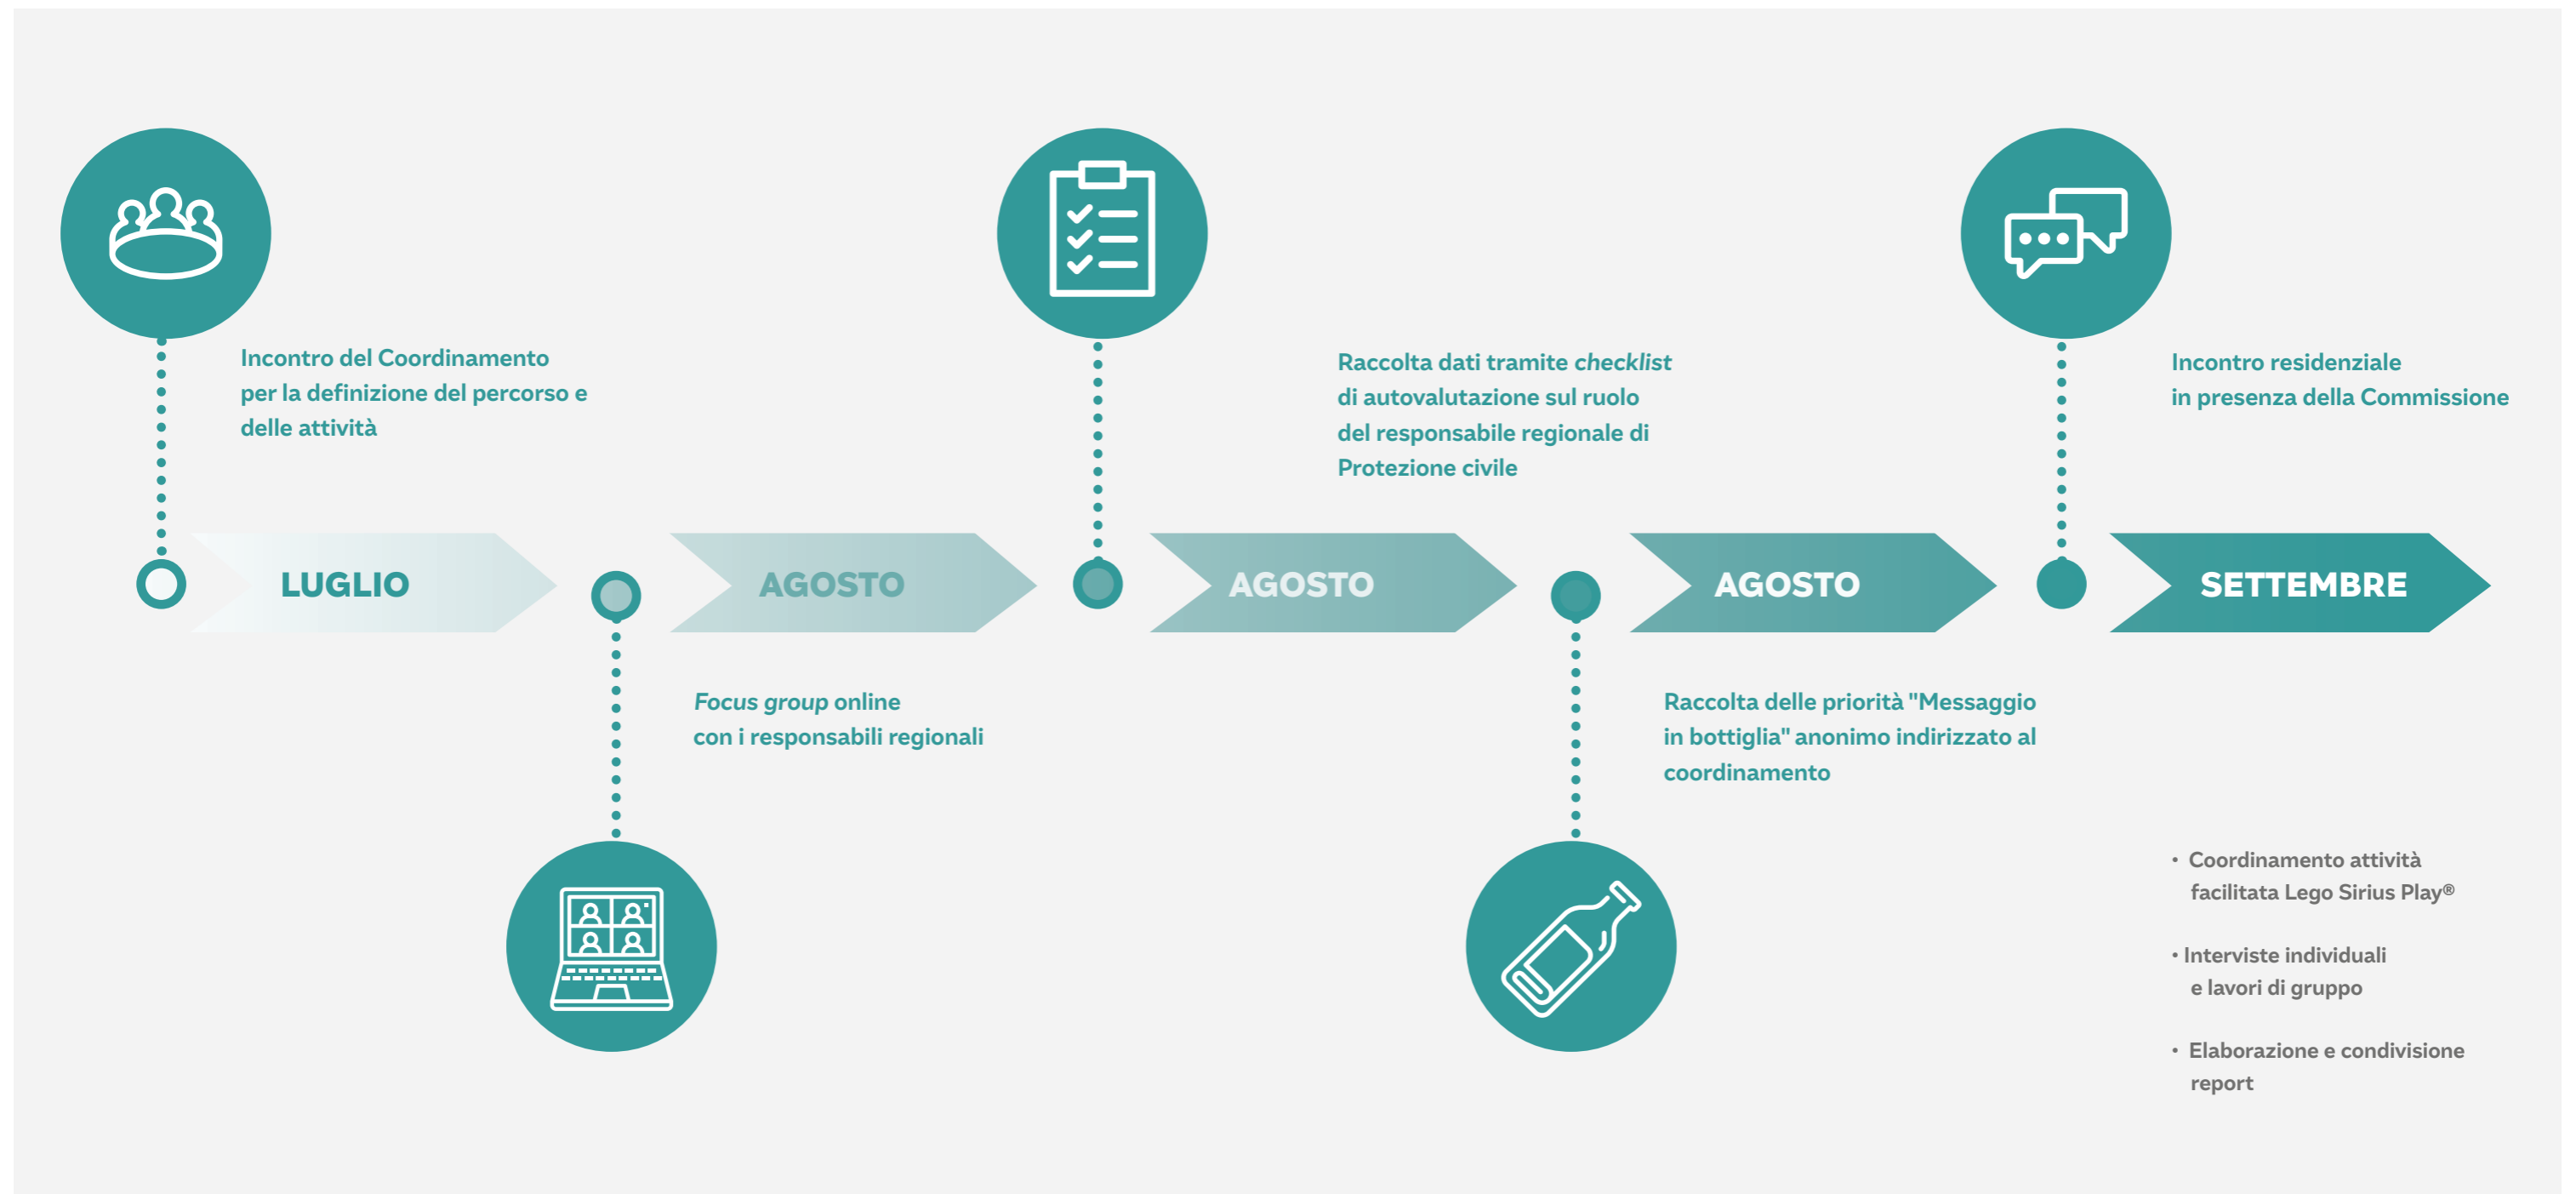 Incontro del Coordinamento
per la definizione del percorso e
delle attività
LUGLIO
Focus group online
con i responsabili regionali
AGOSTO
Raccolta dati tramite checklist
di autovalutazione sul ruolo
del responsabile regionale di
Protezione civile
AGOSTO
Raccolta delle priorità "Messaggio
in bottiglia" anonimo indirizzato al
coordinamento
AGOSTO
Incontro residenziale
in presenza della Commissione
SETTEMBRE
• Coordinamento attività
facilitata Lego Sirius Play®
• Interviste individuali
e lavori di gruppo
• Elaborazione e condivisione
report